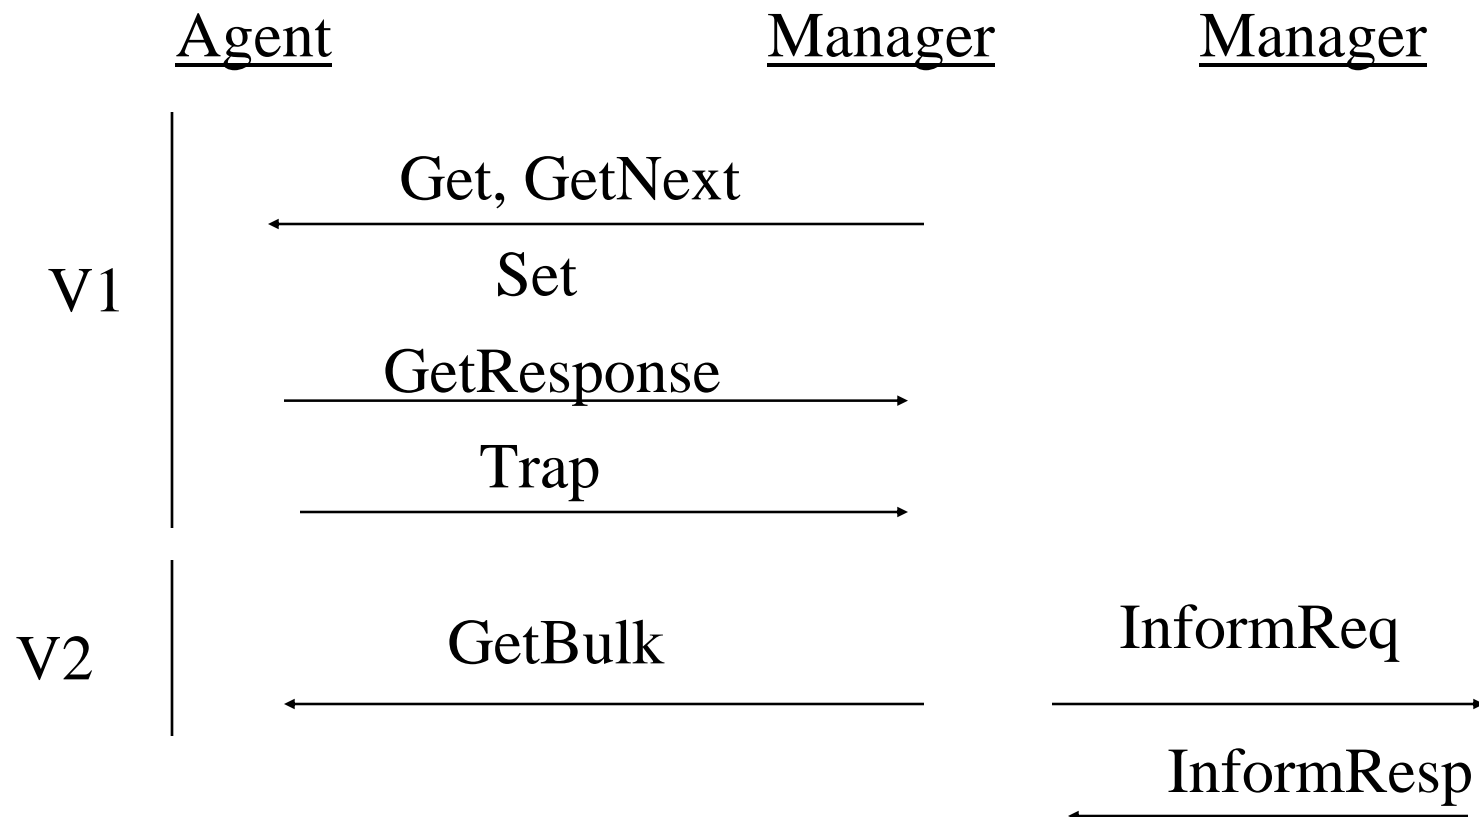 Agent Manager Manager
Get, GetNext
Set
V1
GetResponse
Trap
InformReq
GetBulk
V2
InformResp